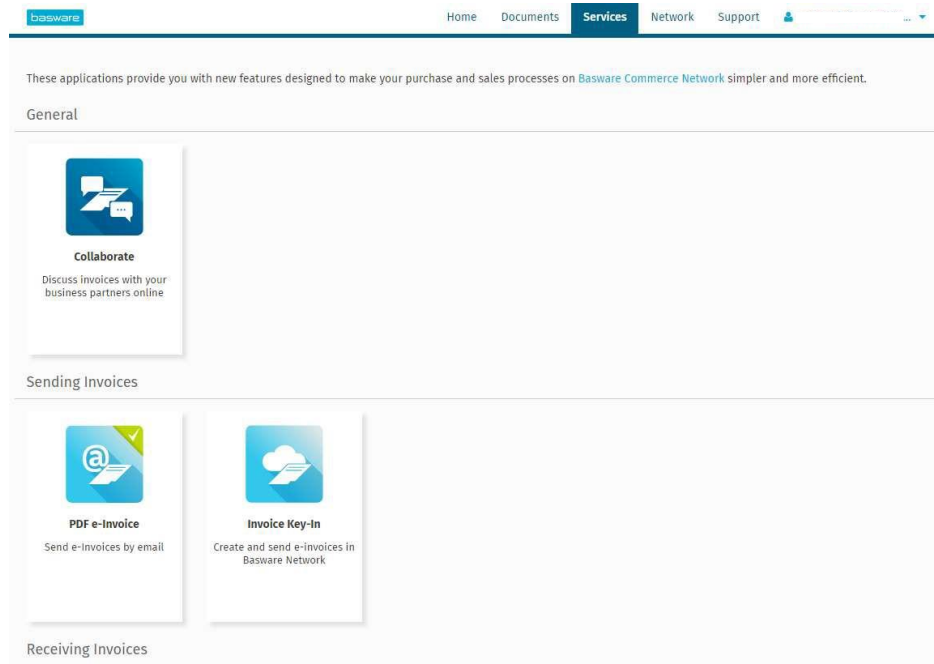 basware
Home Documents Services Network Support ...
These applications provide you with new features designed to make your purchase and sales processes on Basware Commerce Network simpler and more efficient.
General
Collaborate
Discuss invoices with your
business partners online
Sending Invoices
@
PDF e-Invoice
Send e-Invoices by email
Invoice Key-In
Create and send e-invoices in
Basware Network
Receiving Invoices